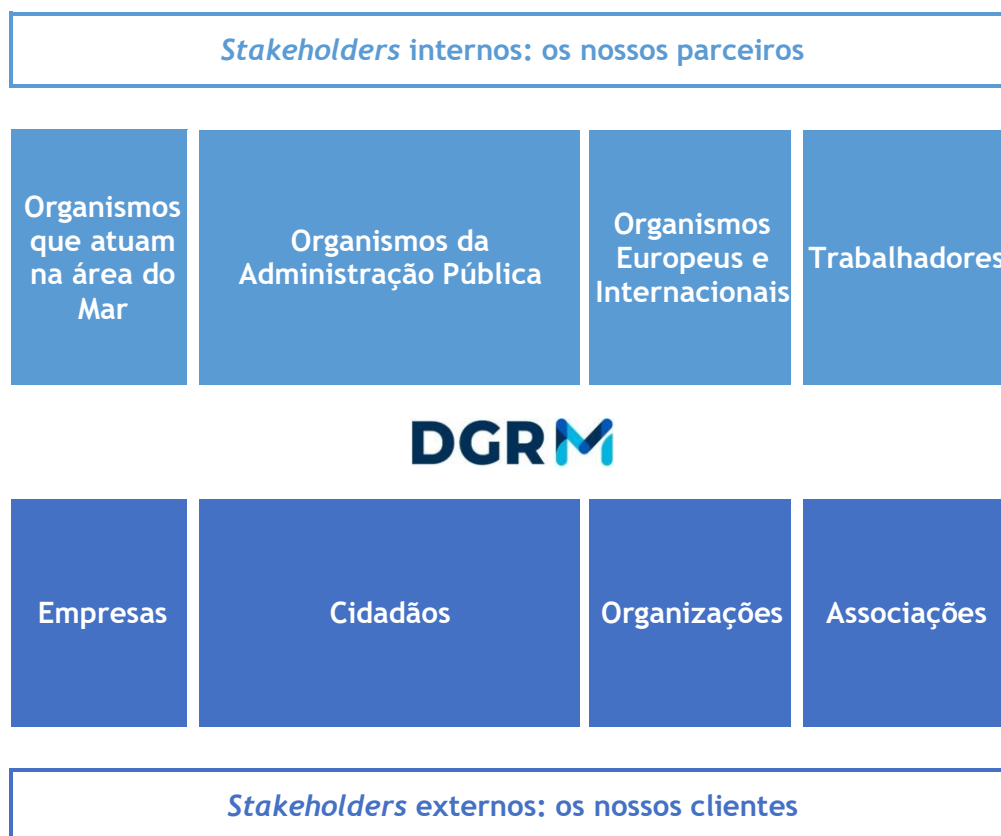 Stakeholders internos: os nossos parceiros
Organismos
que atuam
na área do
Mar
Organismos da
Administração Pública
Organismos
Europeus e
Internacionais
Trabalhadores
DGRM
Empresas
Cidadãos
Organizações
Associações
Stakeholders externos: os nossos clientes